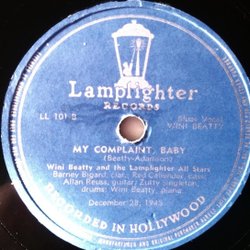 Lamplighter
RECORDS
LL 101 B
Blues Vocal
WINI BEATTY
MY COMPLAINT, BABY
(Beatty-Adamson)
Wini Beatty and the Lamplighter All Stars
Barney Bigard, clar; Red Callendar, bass;
Allan Reuss, guitar; Zutty Singleton,
drums; Wini Beatty, piano
December 28, 1945
RECORDED IN HOLLYWOOD